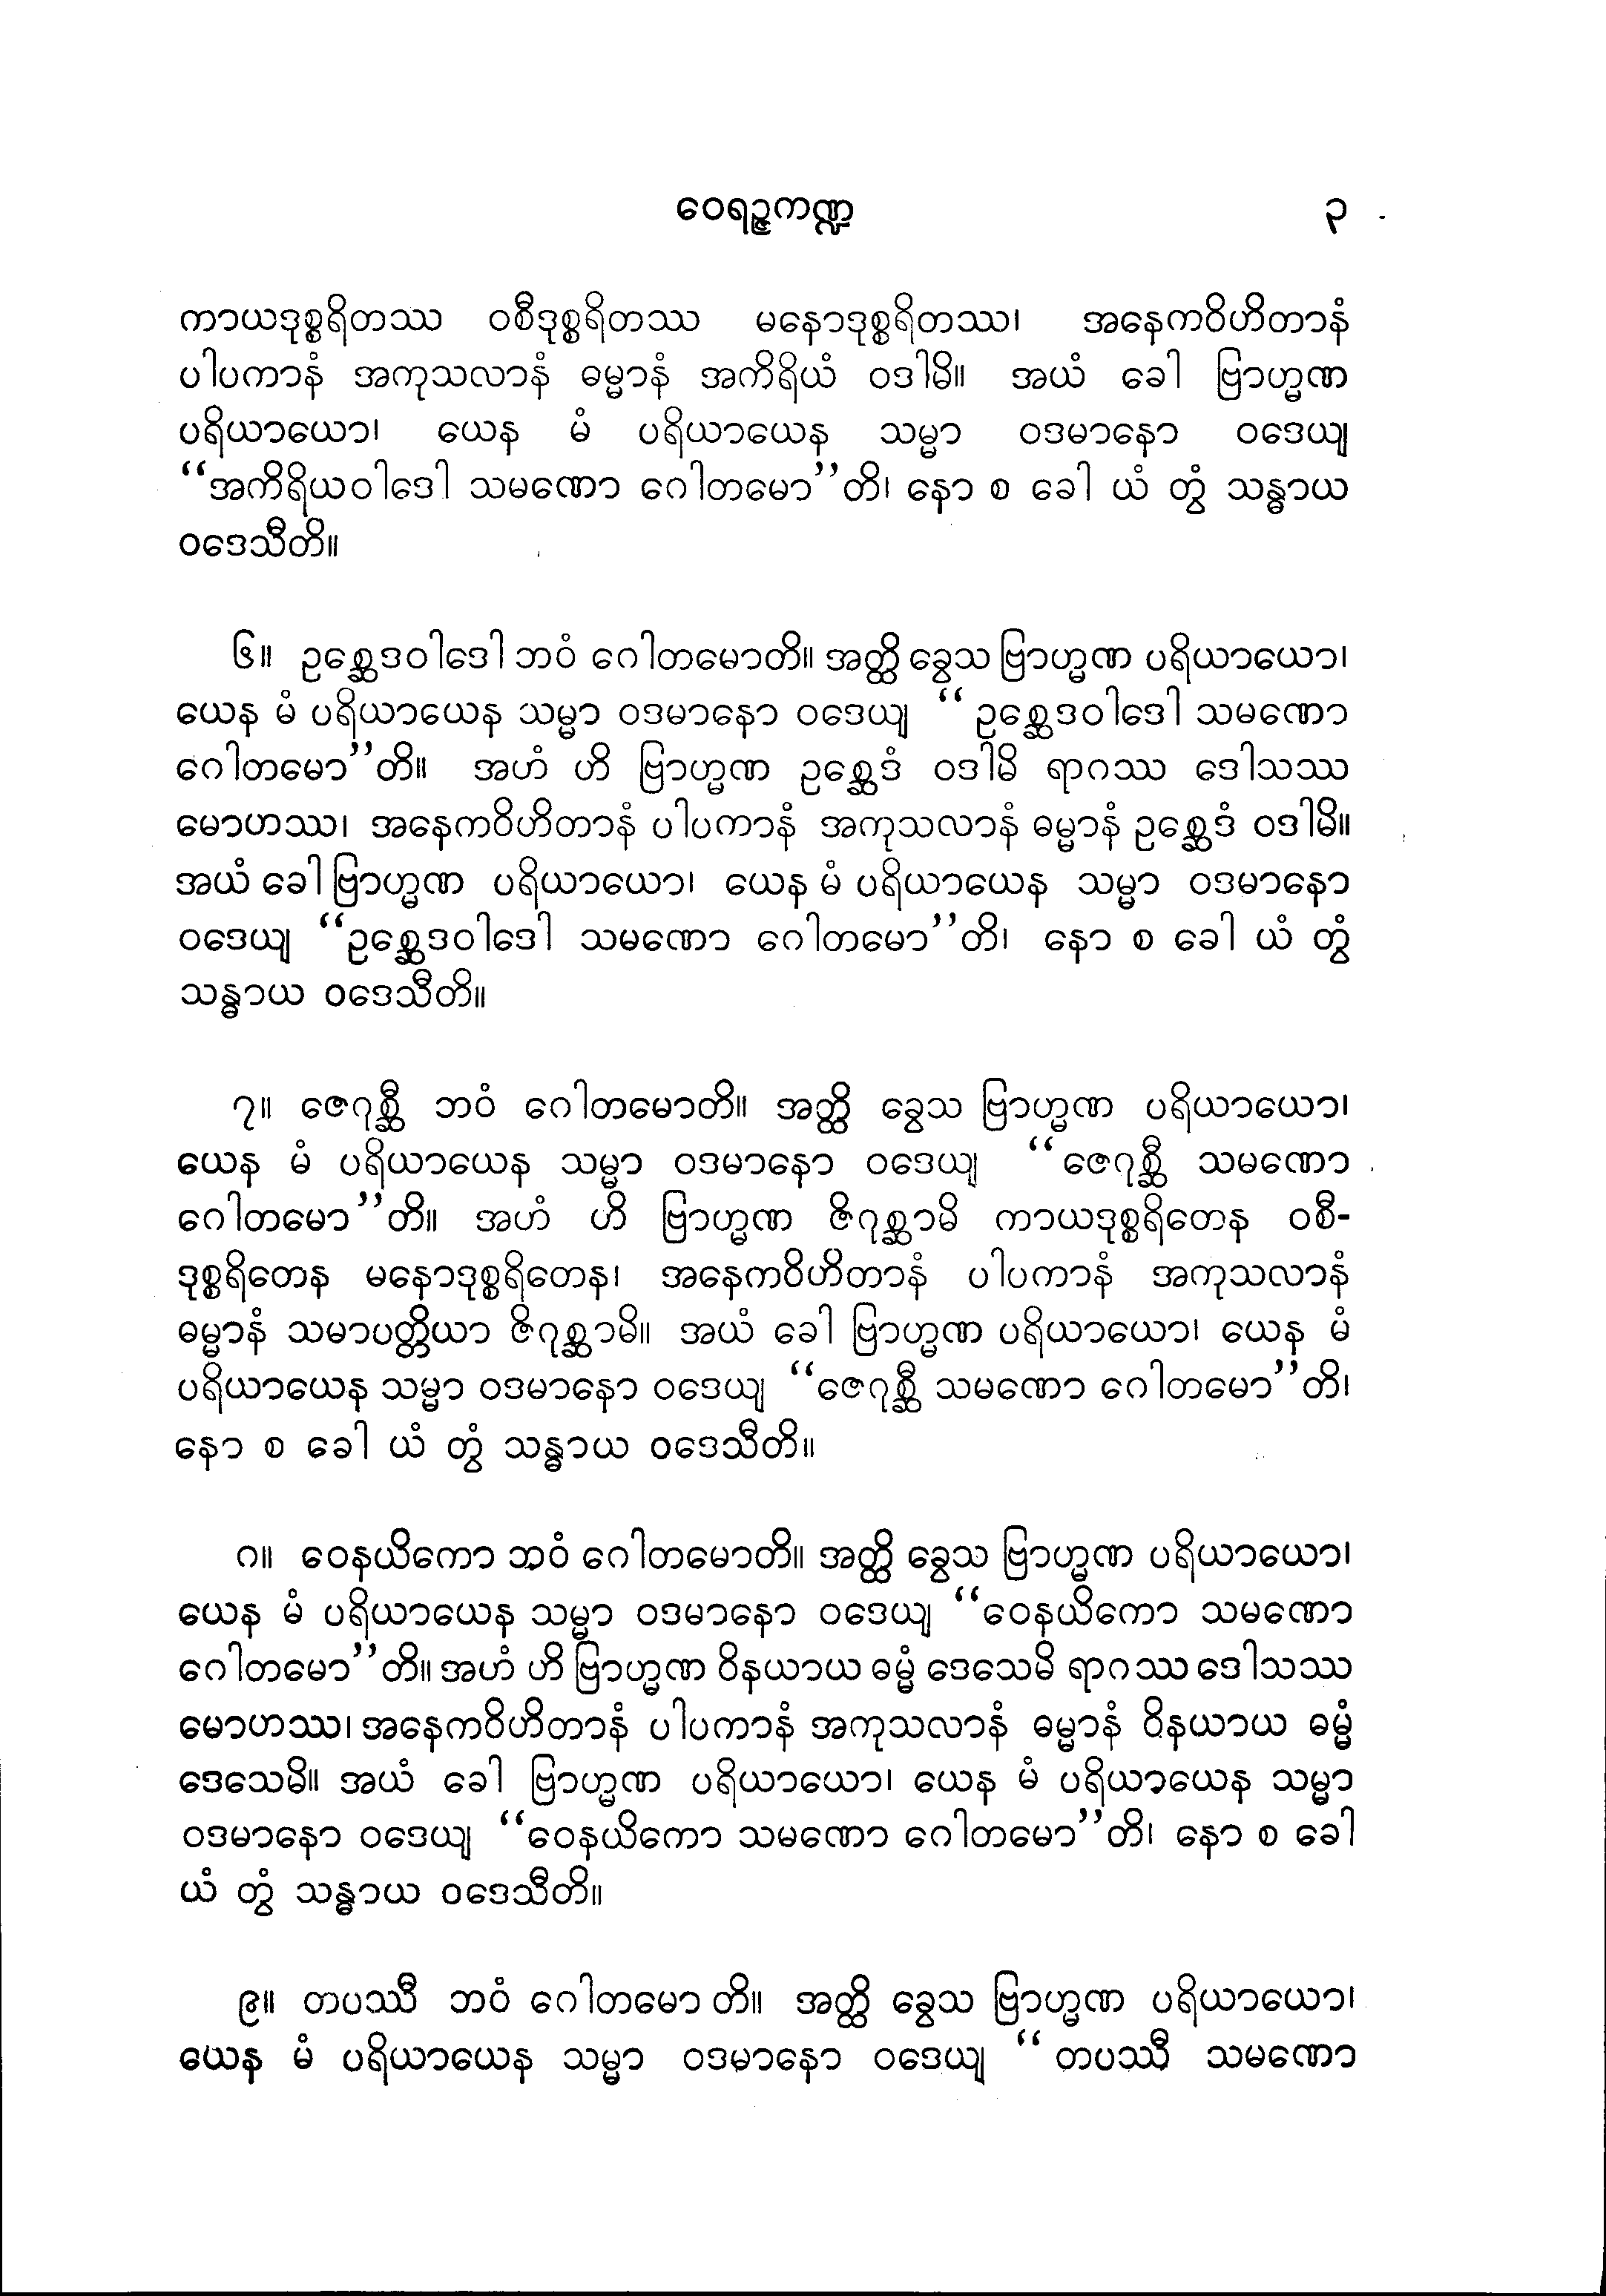 ဝေရဉ္ဇကဏ္ဍ ၃
ကာယဒုစ္စရိတဿ ဝစီဒုစ္စရိတဿ မနောဒုစ္စရိတဿ၊ အနေကဝိဟိတာနံ
ပါပကာနံ အကုသလာနံ ဓမ္မာနံ အကိရိယံ ဝဒါမိ။ အယံ ခေါ ဗြာဟ္မဏ
ပရိယာယော၊ ယေန မံ ပရိယာယေန သမ္မာ ဝဒမာနော ဝဒေယျ
“အကိရိယဝါဒေါ သမဏော ဂေါတမော”တိ၊ နော စ ခေါ ယံ တွံ သန္ဓာယ
ဝဒေသီတိ။
၆။ ဥစ္ဆေဒဝါဒေါ ဘဝံ ဂေါတမောတိ။ အတ္ထိ ခွေသ ဗြာဟ္မဏ ပရိယာယော၊
ယေန မံ ပရိယာယေန သမ္မာ ဝဒမာနော ဝဒေယျ “ဥစ္ဆေဒဝါဒေါ သမဏော
ဂေါတမော”တိ။ အဟံ ဟိ ဗြာဟ္မဏ ဥစ္ဆေဒံ ဝဒါမိ ရာဂဿ ဒေါသဿ
မောဟဿ၊ အနေကဝိဟိတာနံ ပါပကာနံ အကုသလာနံ ဓမ္မာနံ ဥစ္ဆေဒံ ဝဒါမိ။
အယံ ခေါ ဗြာဟ္မဏ ပရိယာယော၊ ယေန မံ ပရိယာယေန သမ္မာ ဝဒမာနော
ဝဒေယျ “ဥစ္ဆေဒဝါဒေါ သမဏော ဂေါတမော”တိ၊ နော စ ခေါ ယံ တွံ
သန္ဓာယ ဝဒေသီတိ။
၇။ ဇေဂုစ္ဆီ ဘဝံ ဂေါတမောတိ။ အတ္ထိ ခွေသ ဗြာဟ္မဏ ပရိယာယော၊
ယေန မံ ပရိယာယေန သမ္မာ ဝဒမာနော ဝဒေယျ “ဇေဂုစ္ဆီ သမဏော
ဂေါတမော”တိ။ အဟံ ဟိ ဗြာဟ္မဏ ဇိဂုစ္ဆာမိ ကာယဒုစ္စရိတေန ဝစီ-
ဒုစ္စရိတေန မနောဒုစ္စရိတေန၊ အနေကဝိဟိတာနံ ပါပကာနံ အကုသလာနံ
ဓမ္မာနံ သမာပတ္တိယာ ဇိဂုစ္ဆာမိ။ အယံ ခေါ ဗြာဟ္မဏ ပရိယာယော၊ ယေန မံ
ပရိယာယေန သမ္မာ ဝဒမာနော ဝဒေယျ “ဇေဂုစ္ဆီ သမဏော ဂေါတမော”တိ၊
နော စ ခေါ ယံ တွံ သန္ဓာယ ဝဒေသီတိ။
၈။ ဝေနယိကော ဘဝံ ဂေါတမောတိ။ အတ္ထိ ခွေသ ဗြာဟ္မဏ ပရိယာယော၊
ယေန မံ ပရိယာယေန သမ္မာ ဝဒမာနော ဝဒေယျ “ဝေနယိကော သမဏော
ဂေါတမော”တိ။ အဟံ ဟိ ဗြာဟ္မဏ ဝိနယာယ ဓမ္မံ ဒေသေမိ ရာဂဿ ဒေါသဿ
မောဟဿ၊ အနေကဝိဟိတာနံ ပါပကာနံ အကုသလာနံ ဓမ္မာနံ ဝိနယာယ ဓမ္မံ
ဒေသေမိ။ အယံ ခေါ ဗြာဟ္မဏ ပရိယာယော၊ ယေန မံ ပရိယာယေန သမ္မာ
ဝဒမာနော ဝဒေယျ “ဝေနယိကော သမဏော ဂေါတမော”တိ၊ နော စ ခေါ
ယံ တွံ သန္ဓာယ ဝဒေသီတိ။
၉။ တပဿီ ဘဝံ ဂေါတမော တိ။ အတ္ထိ ခွေသ ဗြာဟ္မဏ ပရိယာယော၊
ယေန မံ ပရိယာယေန သမ္မာ ဝဒမာနော ဝဒေယျ “တပဿီ သမဏော